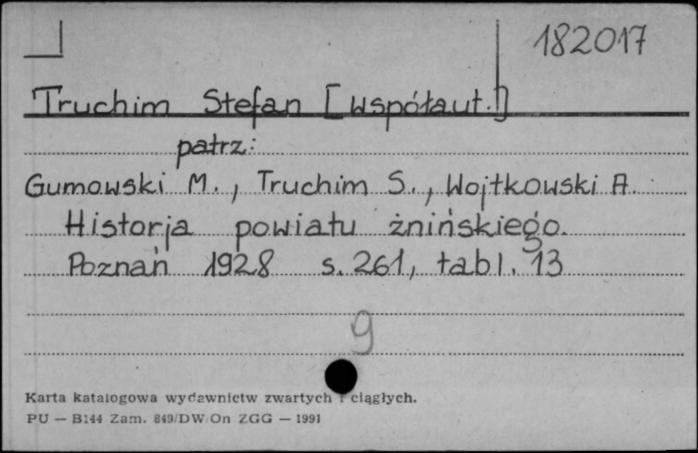 182017
Truchim Stefan [współaut.]
patrz:
Gumowski M., Truchim S., Wojtkowski A.
Historja powiatu żnińskiego.
Poznań 1928 s. 261, tabl. 13
9
Karta katalogowa wydawnictw zwartych i ciągłych.
PU — B144 Zam. 849/DW/On ZGG — 1991